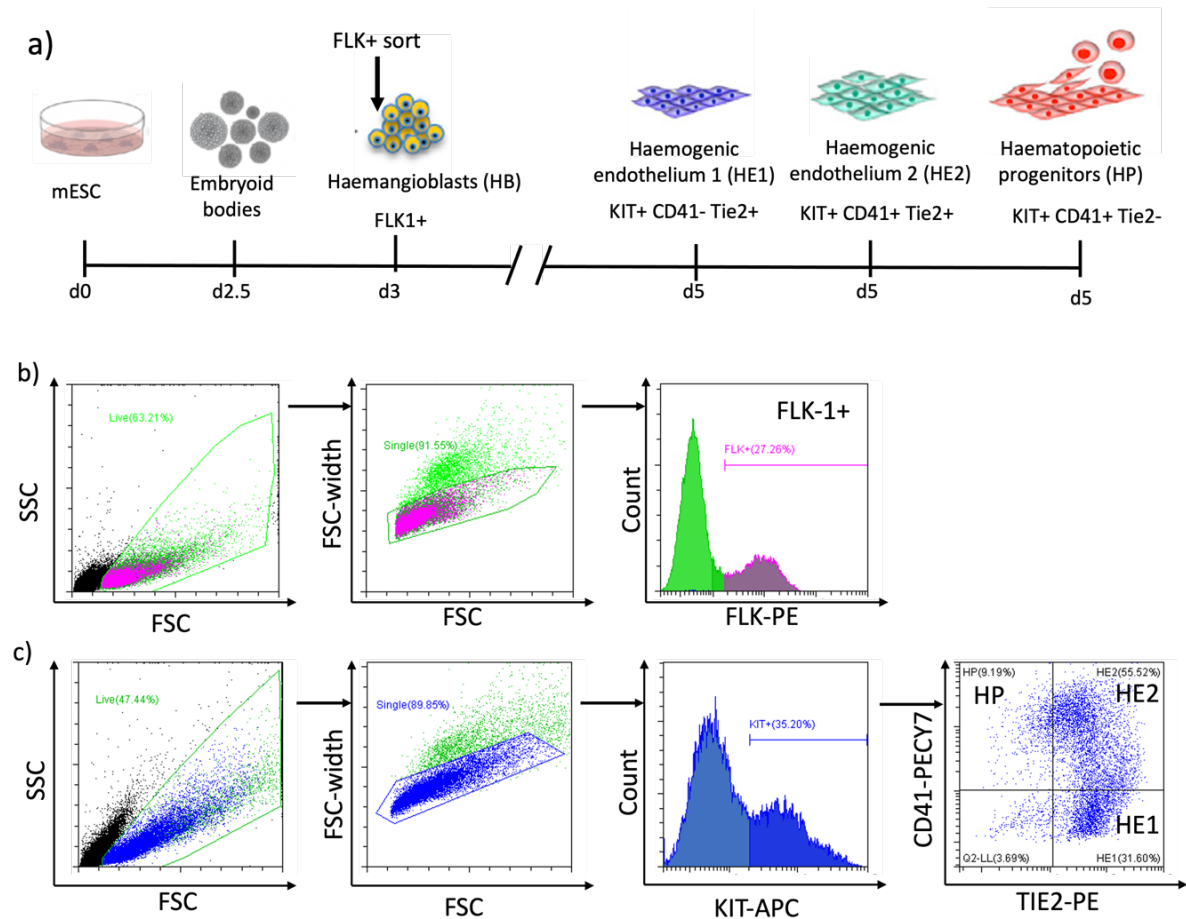 a)
FLK+ sort
mESC
Embryoid
bodies
Haemangioblasts (HB)
FLK1+
Haemogenic
endothelium 1 (HE1)
KIT+ CD41- Tie2+
Haemogenic
endothelium 2 (HE2)
KIT+ CD41+ Tie2+
Haematopoietic
progenitors (HP)
KIT+ CD41+ Tie2-
d0
d2.5
d3
d5
d5
d5
b)
Live(63.21%)
SSC
FSC
Single(91.55%)
FSC-width
FSC
FLK-1+
FLK+(27.26%)
Count
FLK-PE
c)
Live(47.44%)
SSC
FSC
Single(89.85%)
FSC-width
FSC
KIT+(35.20%)
Count
KIT-APC
HP(9.19%)
HE2(55.52%)
HP
HE2
CD41-PECY7
HE1
Q2-LL(3.69%)
HE1(31.60%)
TIE2-PE